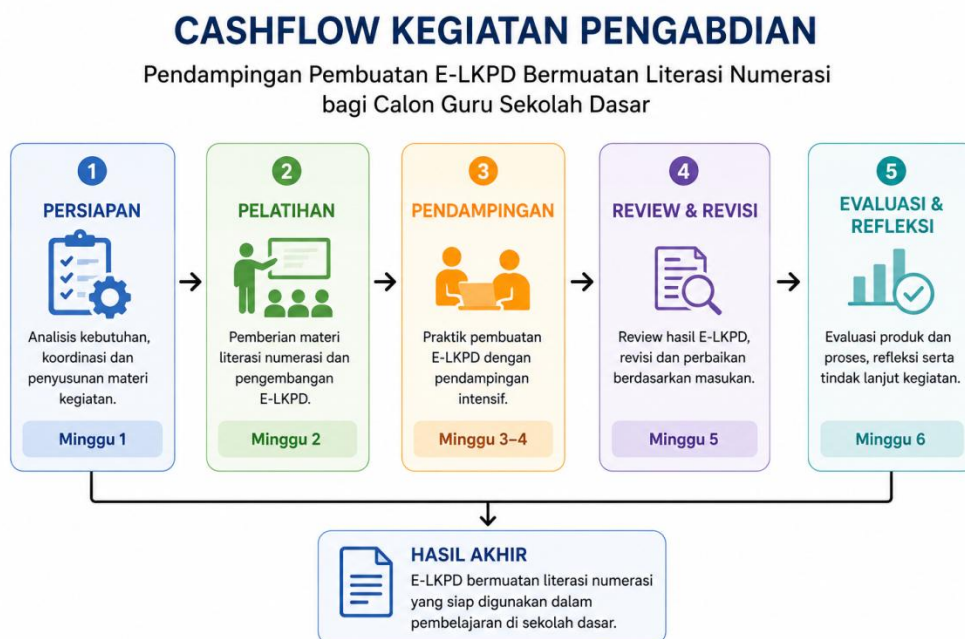 CASHFLOW KEGIATAN PENGABDIAN
Pendampingan Pembuatan E-LKPD Bermuatan Literasi Numerasi
bagi Calon Guru Sekolah Dasar
1
PERSIAPAN
Analisis kebutuhan,
koordinasi dan
penyusunan materi
kegiatan.
Minggu 1
2
PELATIHAN
Pemberian materi
literasi numerasi dan
pengembangan
E-LKPD.
Minggu 2
3
PENDAMPINGAN
Praktik pembuatan
E-LKPD dengan
pendampingan
intensif.
Minggu 3–4
4
REVIEW & REVISI
Review hasil E-LKPD,
revisi dan perbaikan
berdasarkan masukan.
Minggu 5
5
EVALUASI &
REFLEKSI
Evaluasi produk dan
proses, refleksi serta
tindak lanjut kegiatan.
Minggu 6
HASIL AKHIR
E-LKPD bermuatan literasi numerasi
yang siap digunakan dalam
pembelajaran di sekolah dasar.